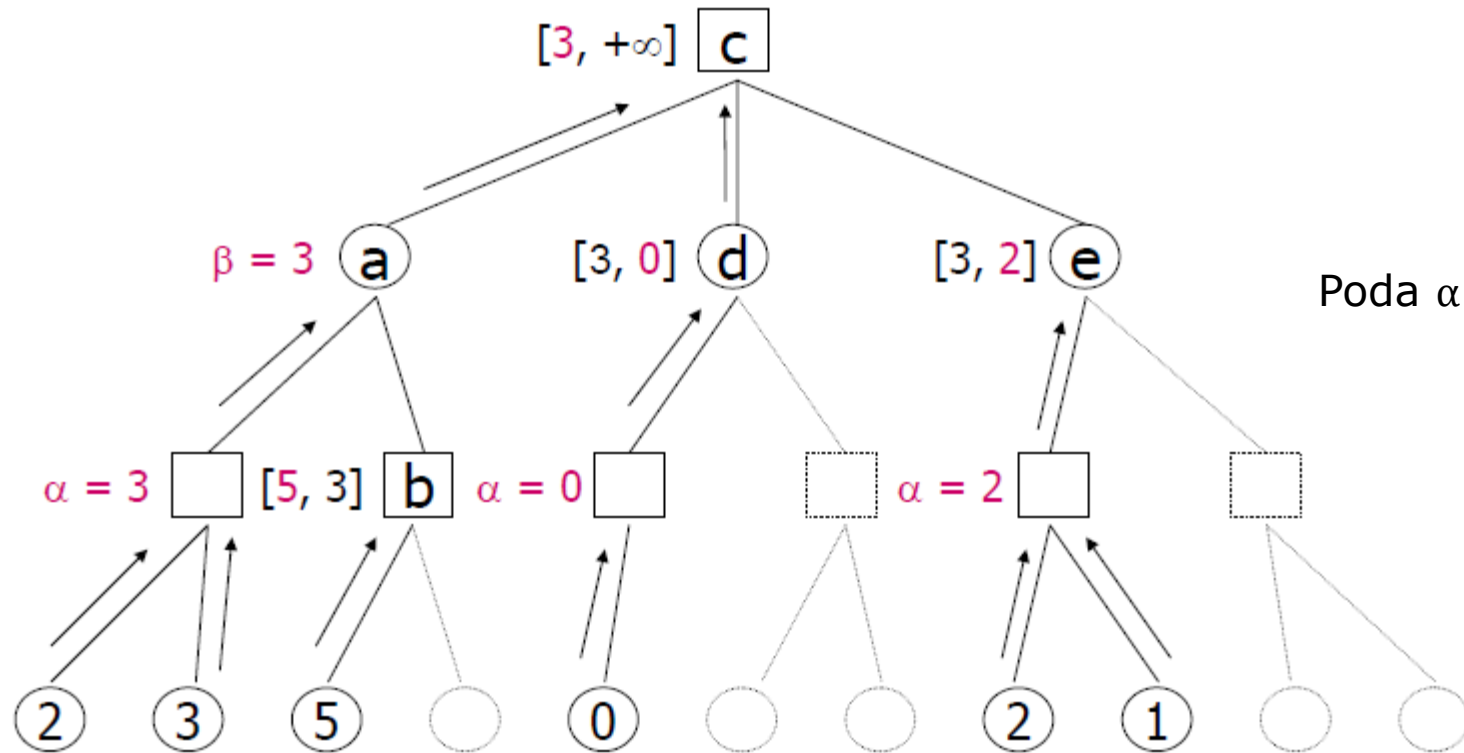 [3, +∞] c
β = 3 a [3, 0] d [3, 2] e
Poda α
α = 3 [5, 3] b α = 0 α = 2
2 3 5 0 2 1